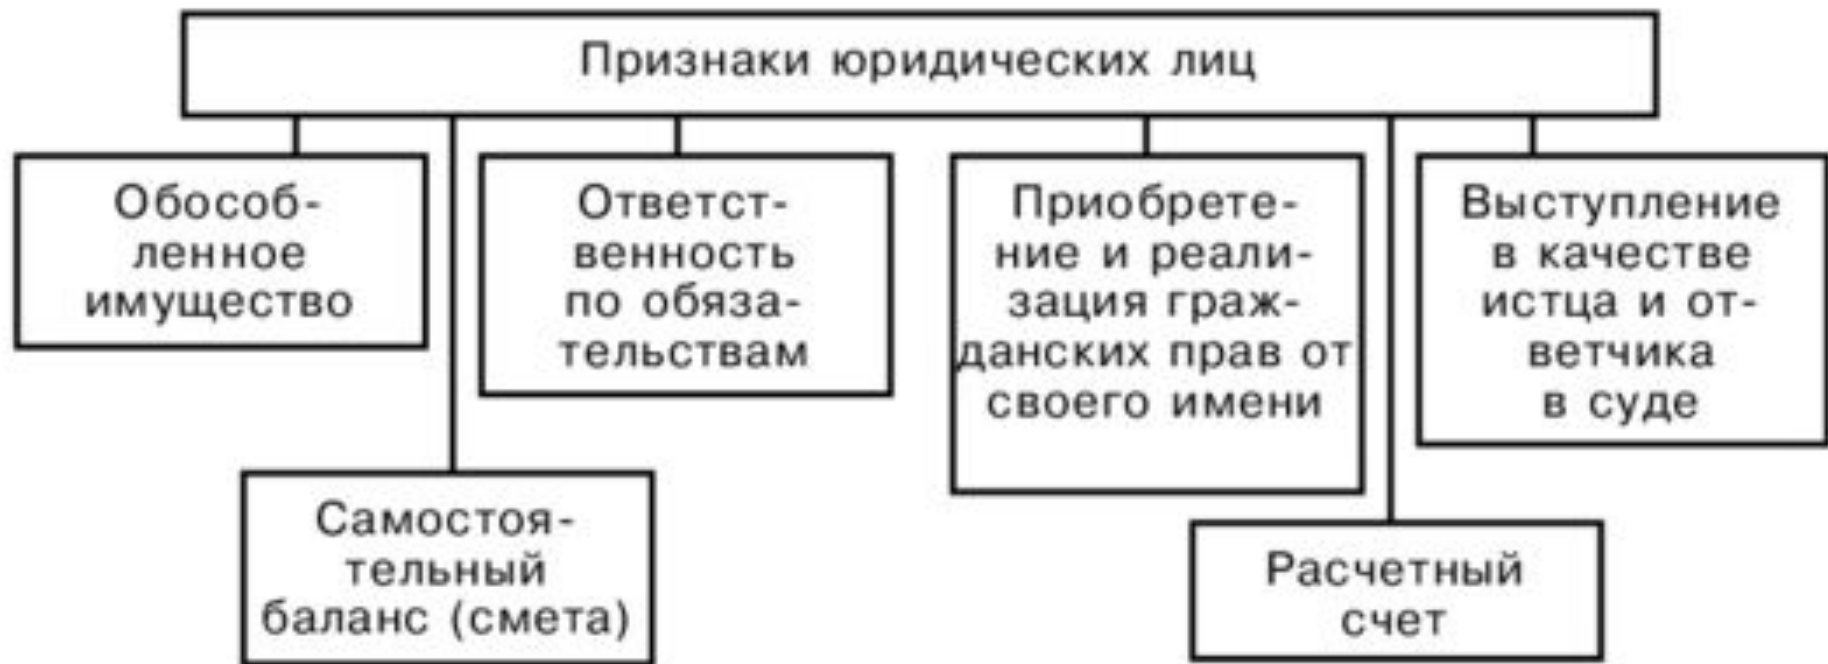 Признаки юридических лиц
Обособ-
ленное
имущество
Ответст-
венность
по обяза-
тельствам
Приобрете-
ние и реали-
зация граж-
данских прав от
своего имени
Выступление
в качестве
истца и от-
ветчика
в суде
Самостоя-
тельный
баланс (смета)
Расчетный
счет